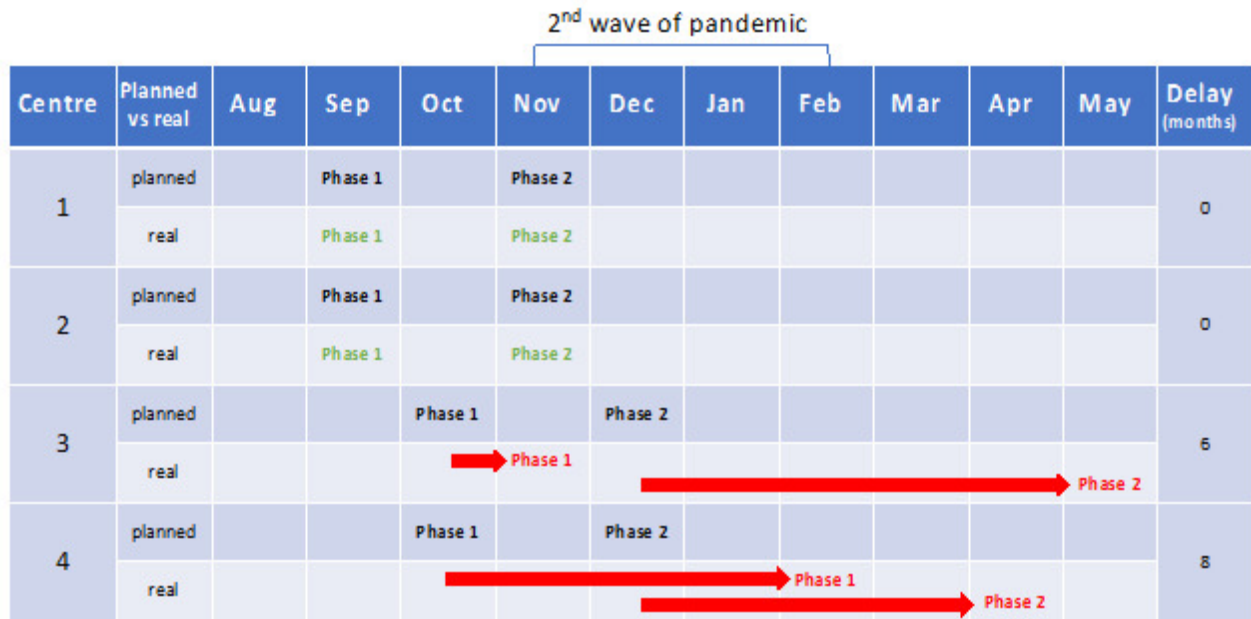 2nd wave of pandemic
Centre Planned vs real Aug Sep Oct Nov Dec Jan Feb Mar Apr May Delay (months)
1 planned Phase 1 Phase 2 0
real Phase 1 Phase 2
2 planned Phase 1 Phase 2 0
real Phase 1 Phase 2
3 planned Phase 1 Phase 2 6
real Phase 1 Phase 2
4 planned Phase 1 Phase 2 8
real Phase 1 Phase 2